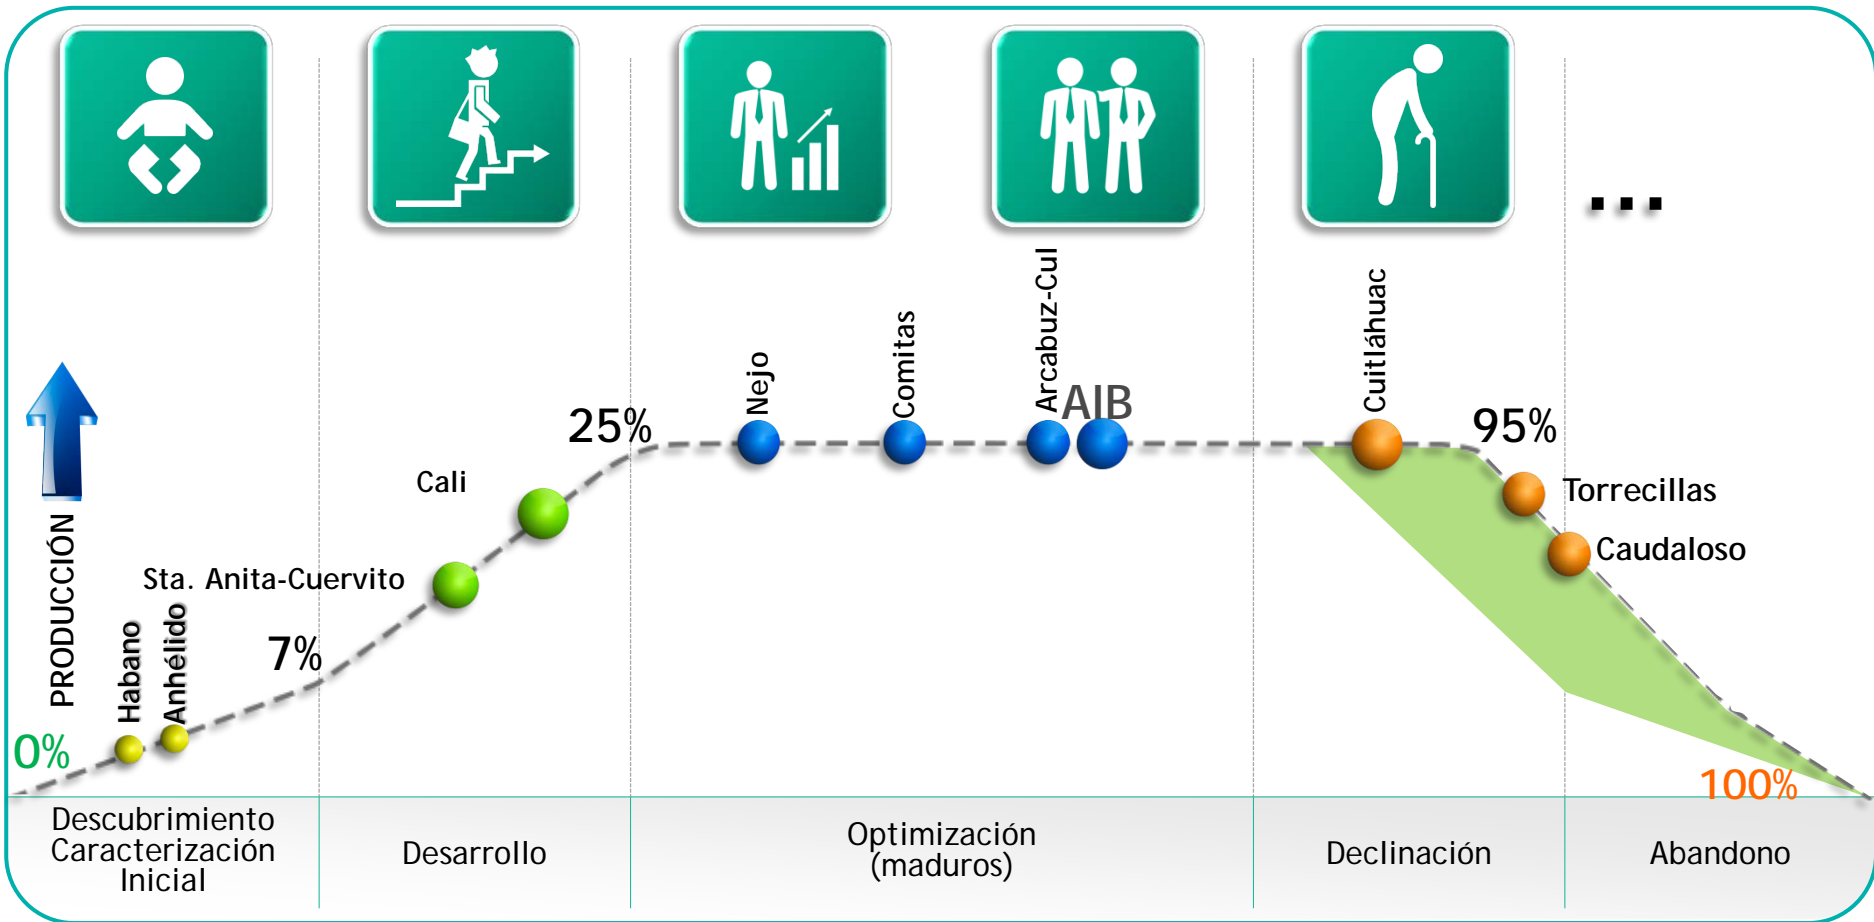 ...
Arcabuz-Cul
Cuitláhuac
Comitas
Nejo
AIB
25%
95%
Cali
Torrecillas
PRODUCCIÓN
Caudaloso
Sta. Anita-Cuervito
Habano
Anhélido
7%
0%
100%
Descubrimiento
Caracterización
Inicial
Desarrollo
Optimización
(maduros)
Declinación
Abandono